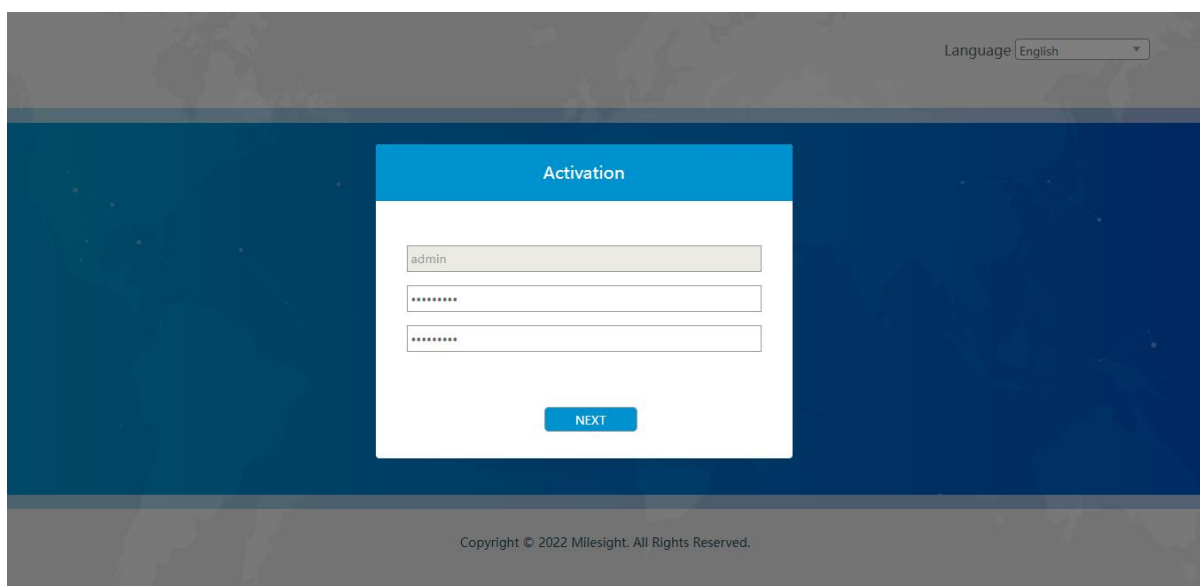 Language English
Activation
admin
•••••••••
•••••••••
NEXT
Copyright © 2022 Milesight. All Rights Reserved.